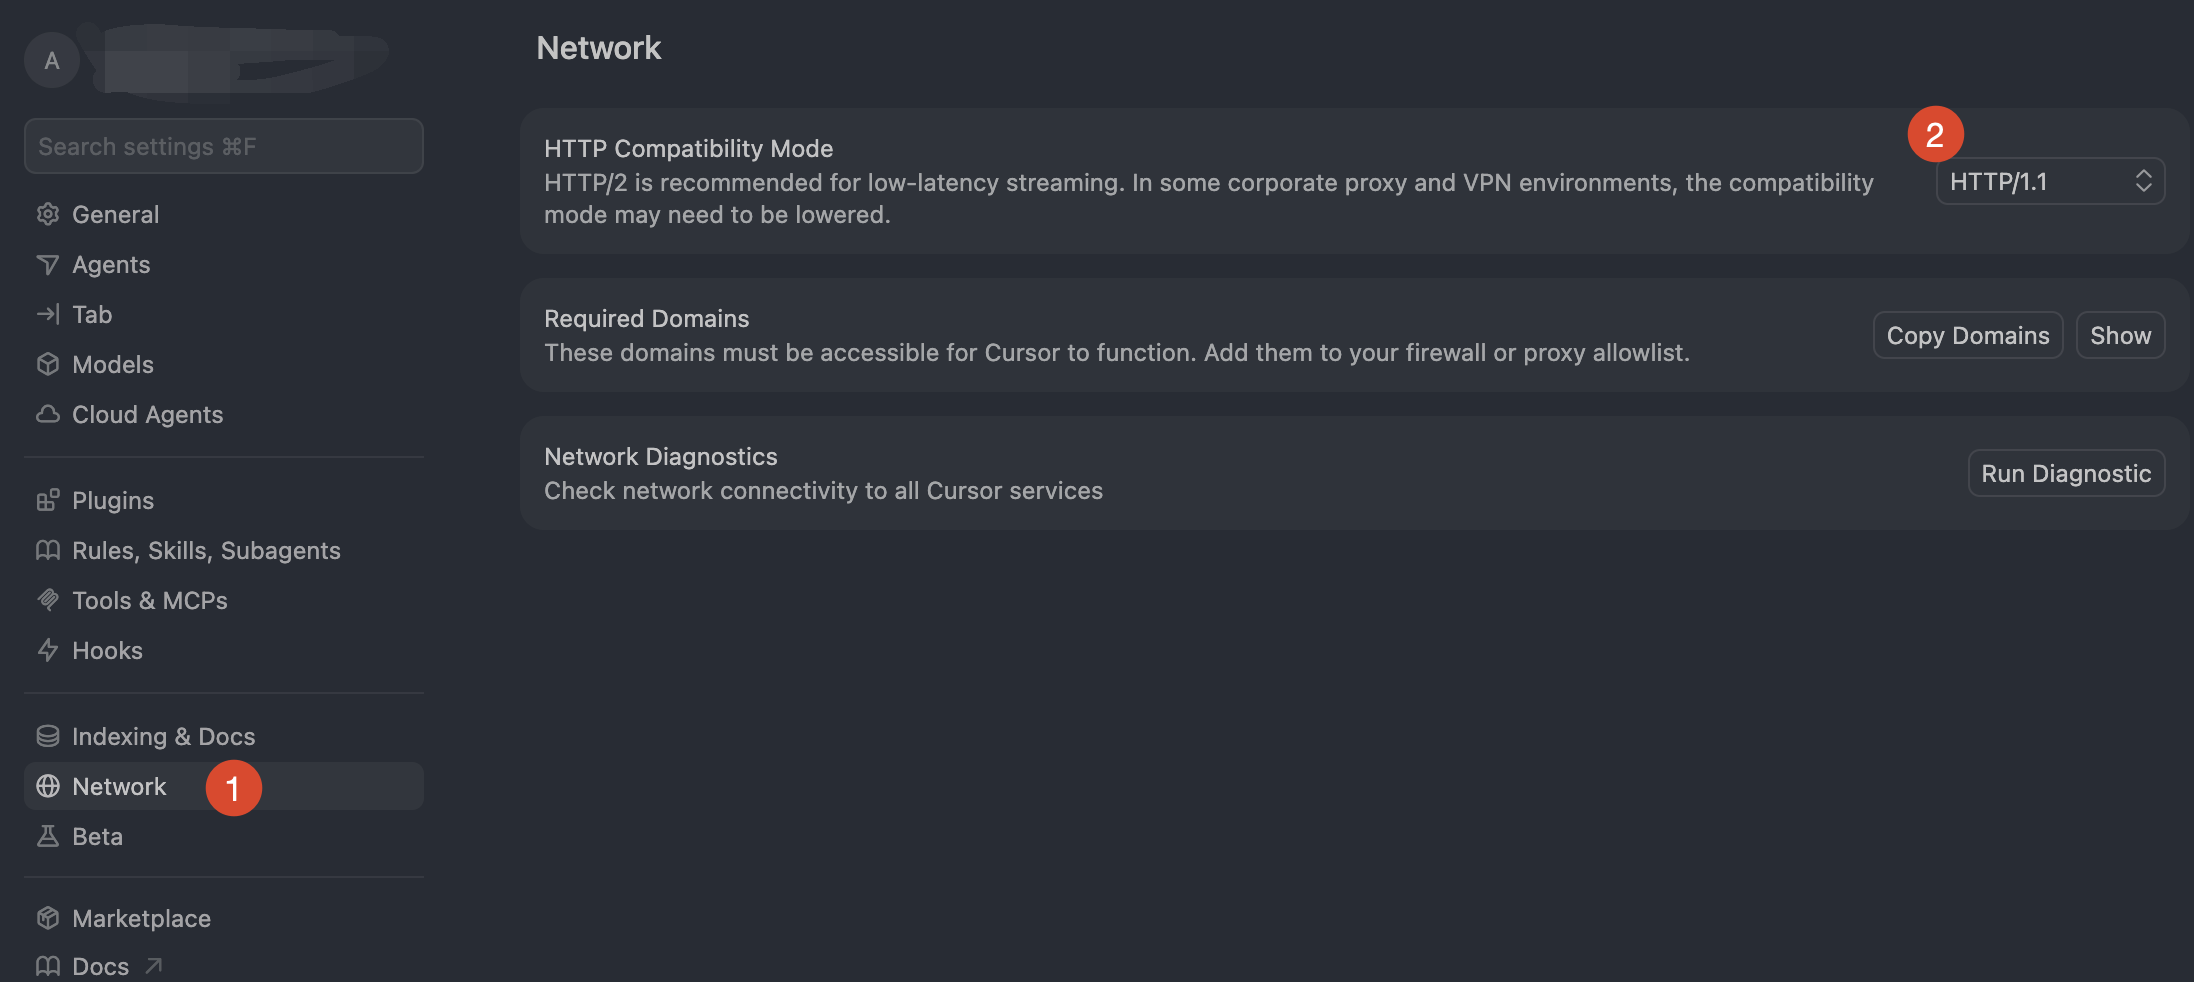 A
Search settings ⌘F
General
Agents
Tab
Models
Cloud Agents
Plugins
Rules, Skills, Subagents
Tools & MCPs
Hooks
Indexing & Docs
Network
1
Beta
Marketplace
Docs
Network
HTTP Compatibility Mode
HTTP/2 is recommended for low-latency streaming. In some corporate proxy and VPN environments, the compatibility
mode may need to be lowered.
2
HTTP/1.1
Required Domains
These domains must be accessible for Cursor to function. Add them to your firewall or proxy allowlist.
Copy Domains
Show
Network Diagnostics
Check network connectivity to all Cursor services
Run Diagnostic